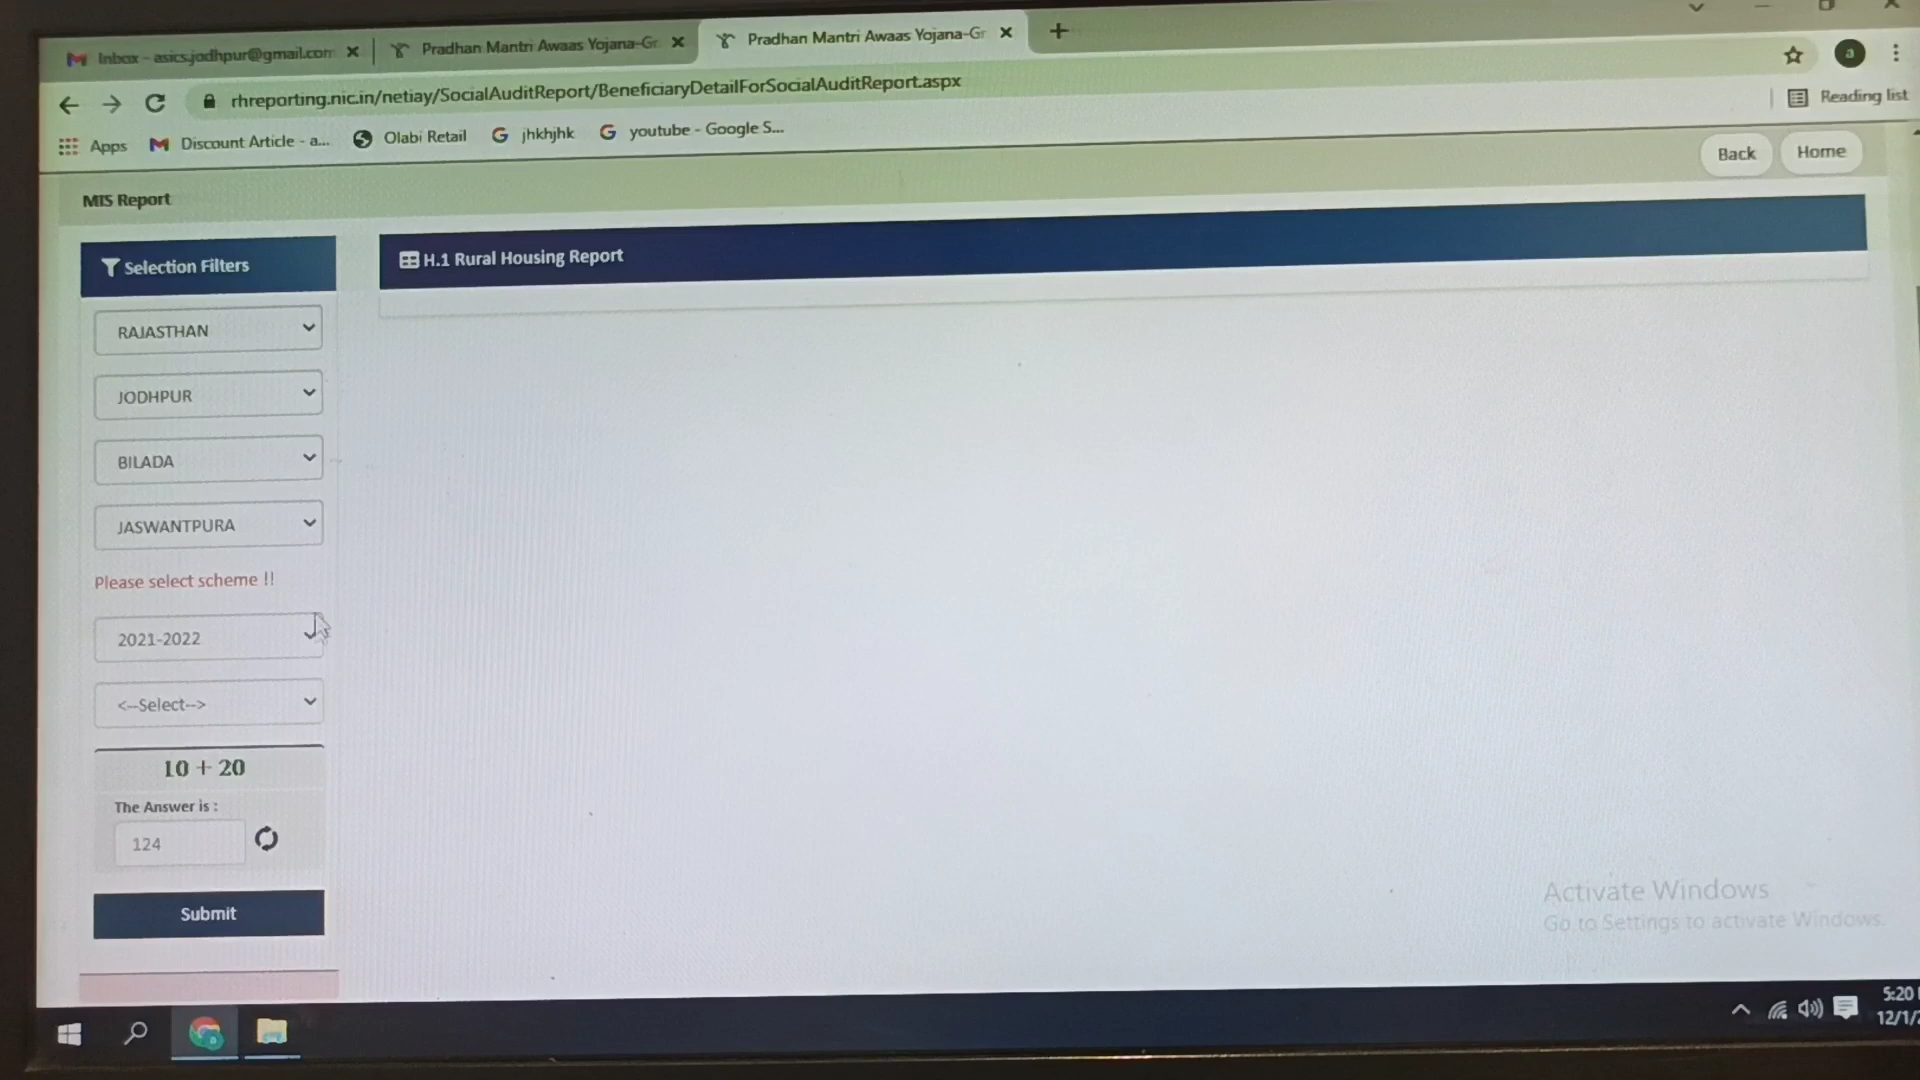 Inbox - asics.jodhpur@gmail.com
Pradhan Mantri Awaas Yojana-Gr
Pradhan Mantri Awaas Yojana-Gr
rhreporting.nic.in/netiay/SocialAuditReport/BeneficiaryDetailForSocialAuditReport.aspx
a
Reading list
Apps
Discount Article - a...
Olabi Retail
jhkhjhk
youtube - Google S...
Back
Home
MIS Report
Selection Filters
H.1 Rural Housing Report
RAJASTHAN
JODHPUR
BILADA
JASWANTPURA
Please select scheme !!
2021-2022
<--Select-->
10 + 20
The Answer is :
124
Submit
Activate Windows
Go to Settings to activate Windows.
5:20
12/1/